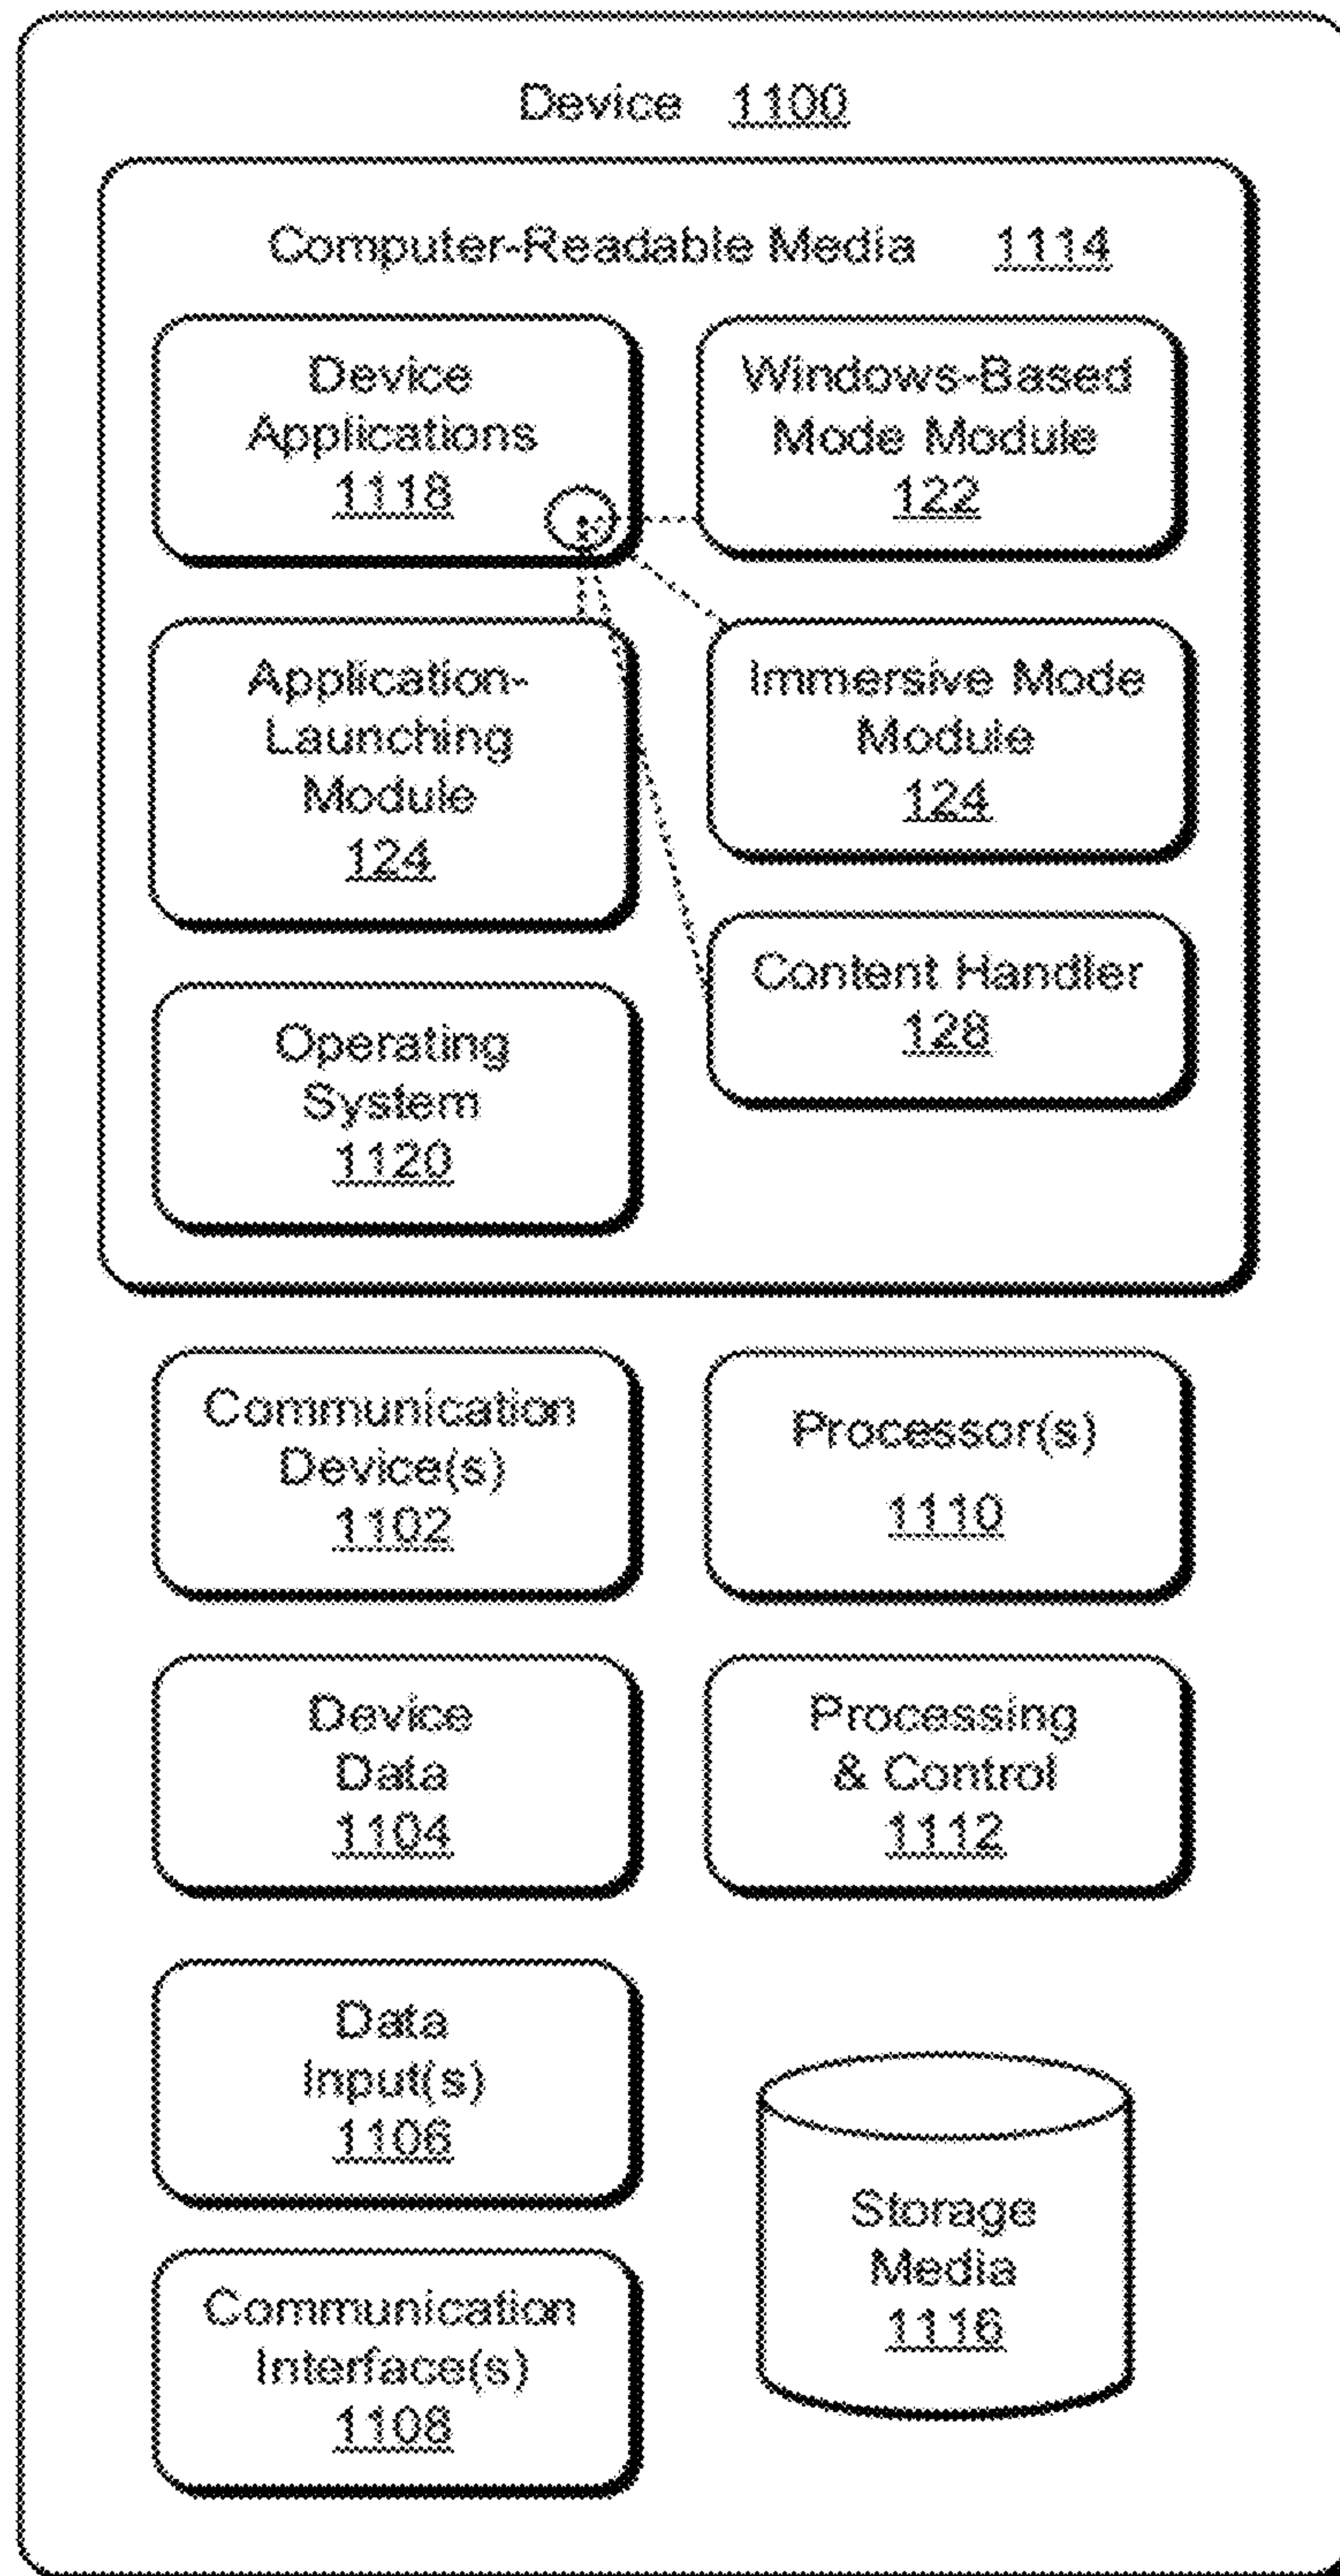 Device 1100
Computer-Readable Media 1114
Device
Applications
1118
Windows-Based
Mode Module
122
Application-
Launching
Module
124
Immersive Mode
Module
124
Content Handler
128
Operating
System
1120
Communication
Device(s)
1102
Processor(s)
1110
Device
Data
1104
Processing
& Control
1112
Data
Input(s)
1106
Storage
Media
1116
Communication
Interface(s)
1108